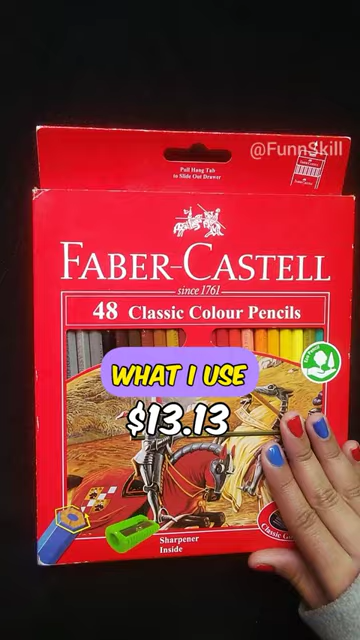 @FunnSkill
Pull Hang Tab
to Slide Out Drawer
FABER-CASTELL
since 1761
48 Classic Colour Pencils
WHAT I USE
$13.13
Sharpener
Inside